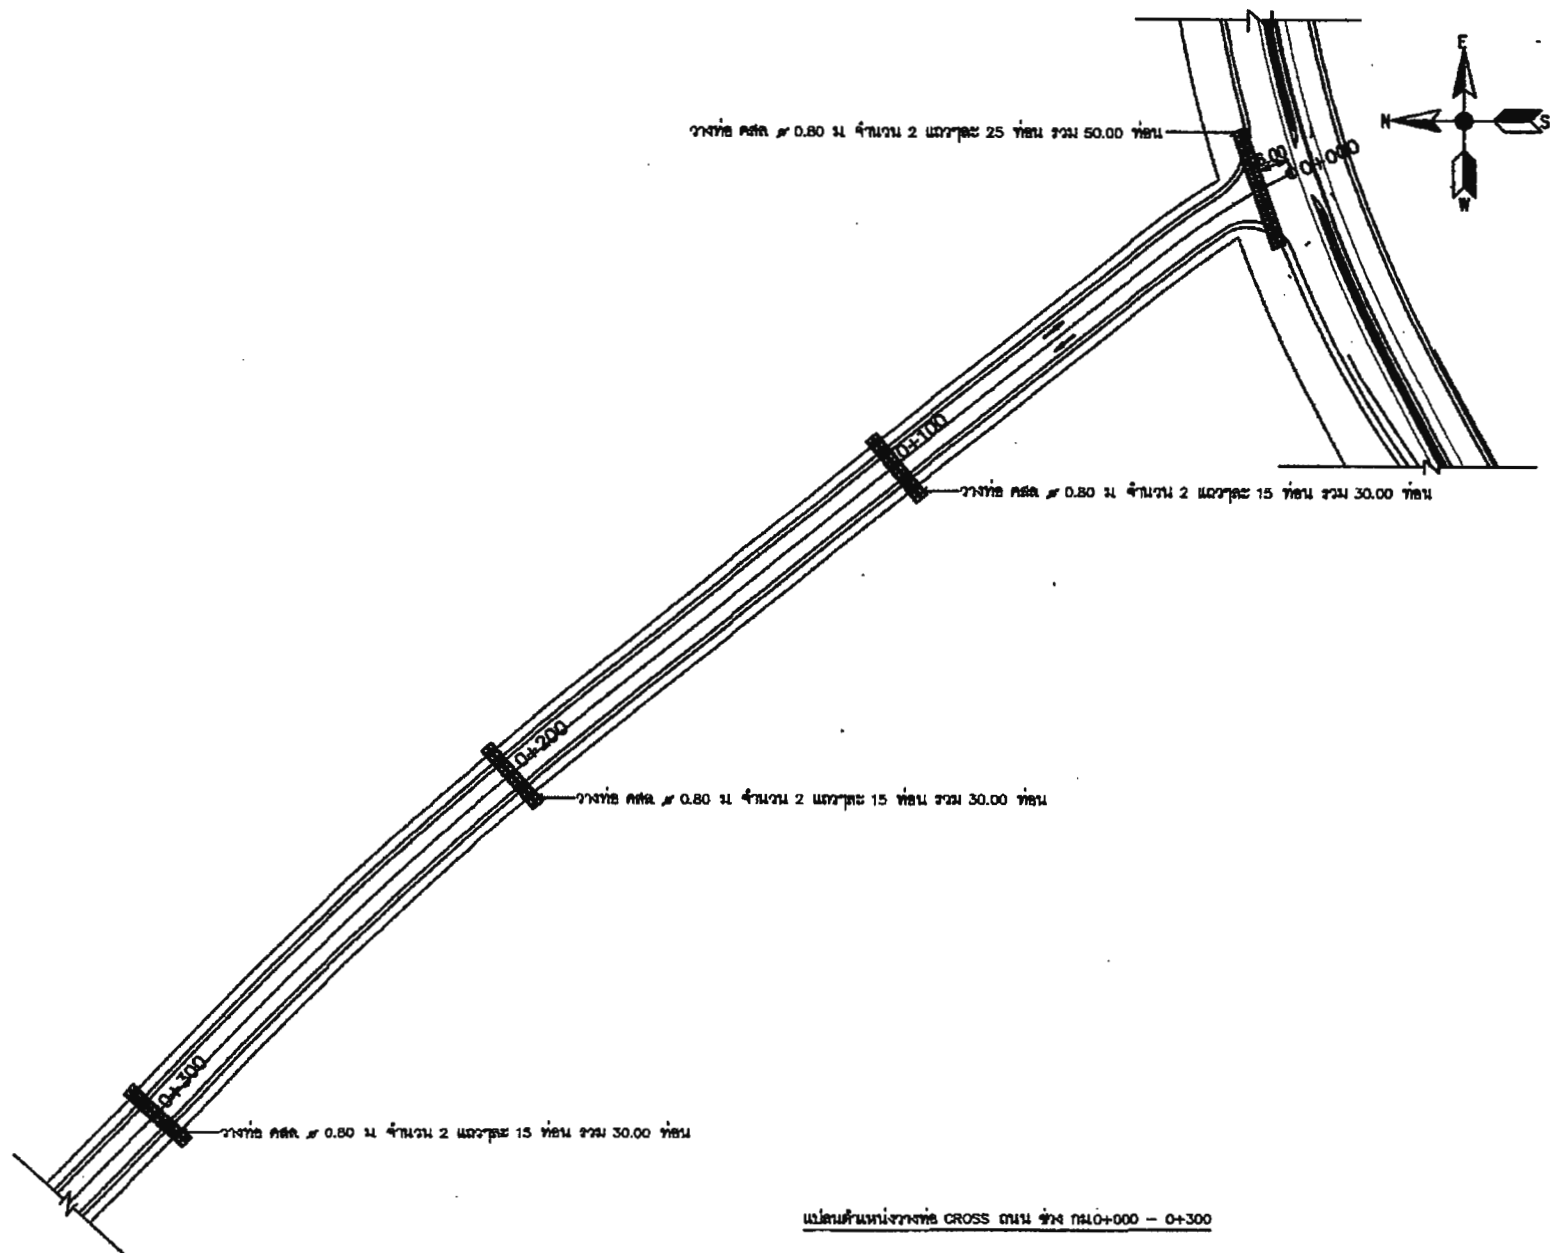 E
N
S
W
วางท่อ คสล ⌀ 0.80 ม. จำนวน 2 แถวๆละ 25 ท่อน รวม 50.00 ท่อน
6.00
0+000
0+100
วางท่อ คสล ⌀ 0.80 ม. จำนวน 2 แถวๆละ 15 ท่อน รวม 30.00 ท่อน
0+200
วางท่อ คสล ⌀ 0.80 ม. จำนวน 2 แถวๆละ 15 ท่อน รวม 30.00 ท่อน
0+300
วางท่อ คสล ⌀ 0.80 ม. จำนวน 2 แถวๆละ 15 ท่อน รวม 30.00 ท่อน
แปลนตำแหน่งวางท่อ CROSS ถนน ช่วง กม.0+000 - 0+300